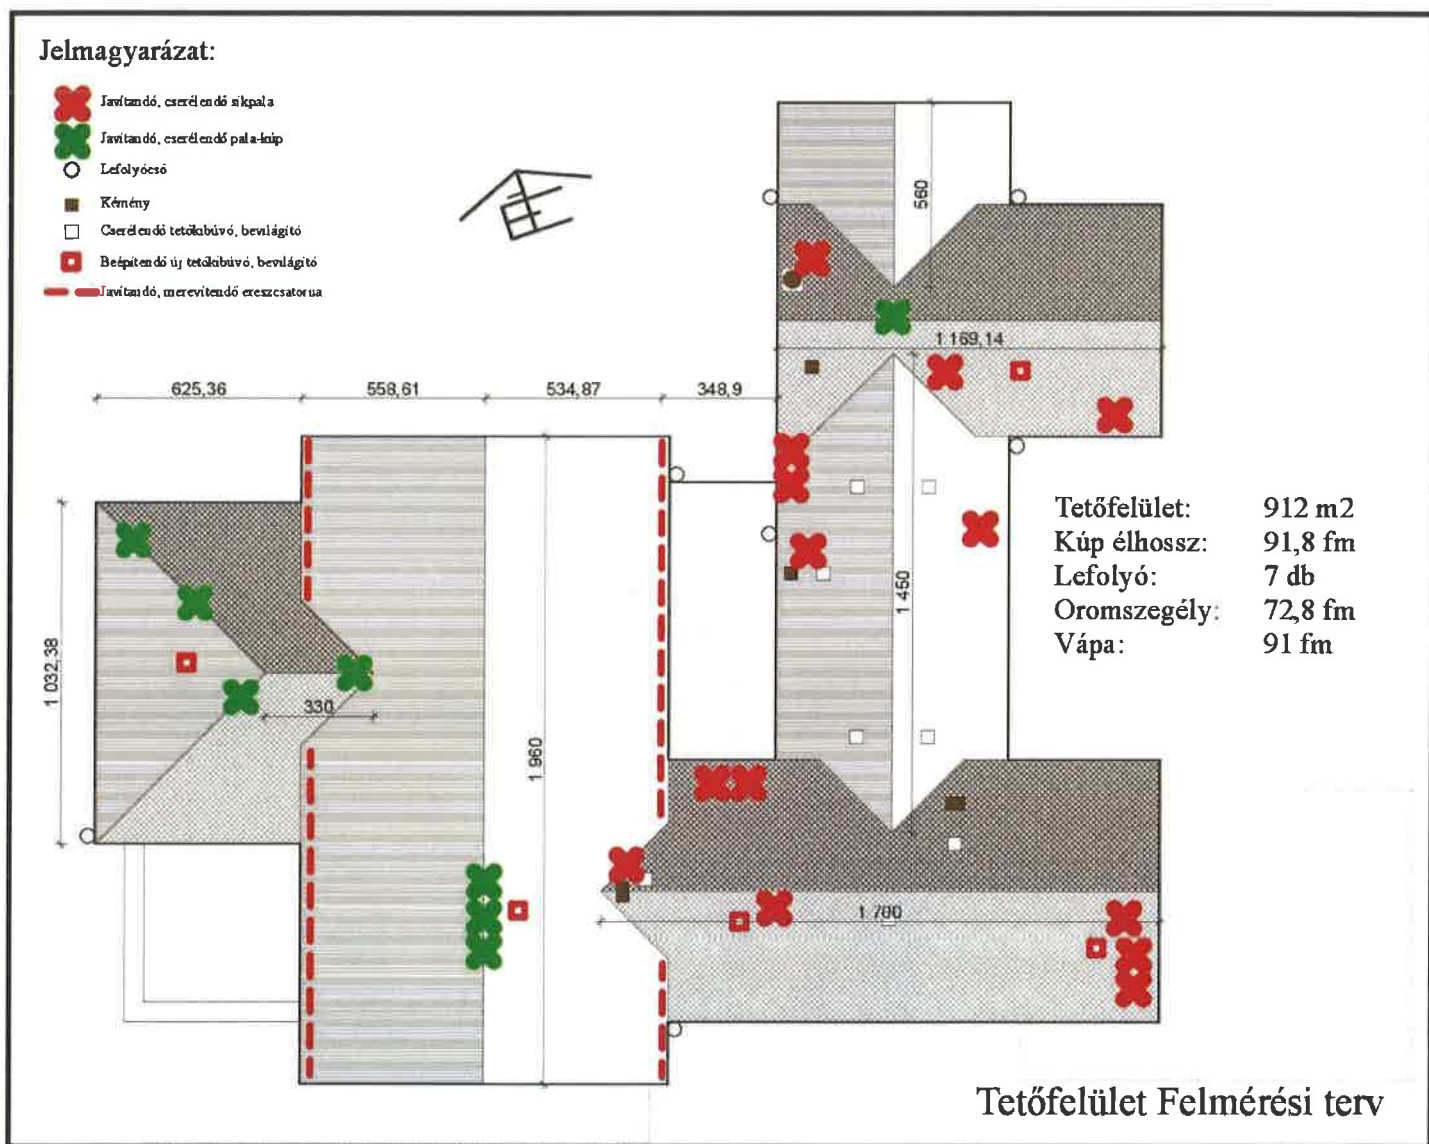 Jelmagyarázat:
Javítandó, cserélendő síkpala
Javítandó, cserélendő pala-kúp
Lefolyócső
Kémény
Cserélendő tetőkibúvó, bevilágító
Beépítendő új tetőkibúvó, bevilágító
Javítandó, merevítendő ereszcsatorna
560
1 169,14
625,36
558,61
534,87
348,9
1 450
1 032,38
330
1 960
1 700
Tetőfelület: 912 m2
Kúp élhossz: 91,8 fm
Lefolyó: 7 db
Oromszegély: 72,8 fm
Vápa: 91 fm
Tetőfelület Felmérési terv